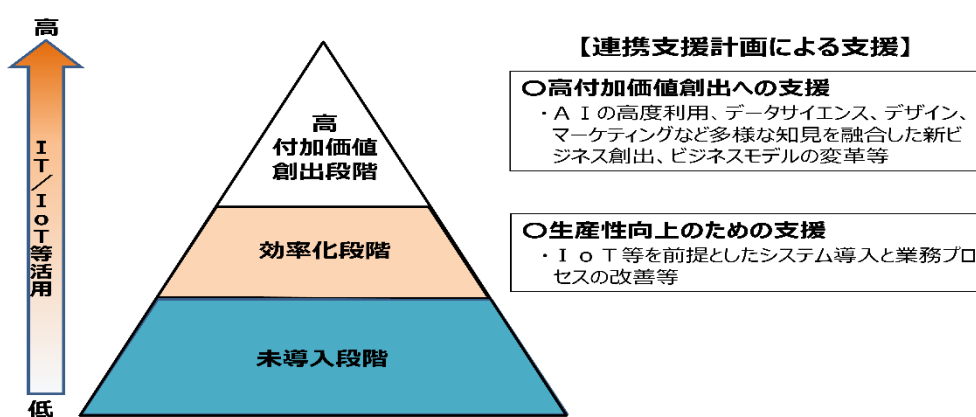 高
IT/IoT等活用
低
高
付加価値
創出段階
効率化段階
未導入段階
【連携支援計画による支援】
○高付加価値創出への支援
・ＡＩの高度利用、データサイエンス、デザイン、
マーケティングなど多様な知見を融合した新ビ
ジネス創出、ビジネスモデルの変革等
○生産性向上のための支援
・ＩｏＴ等を前提としたシステム導入と業務プロ
セスの改善等